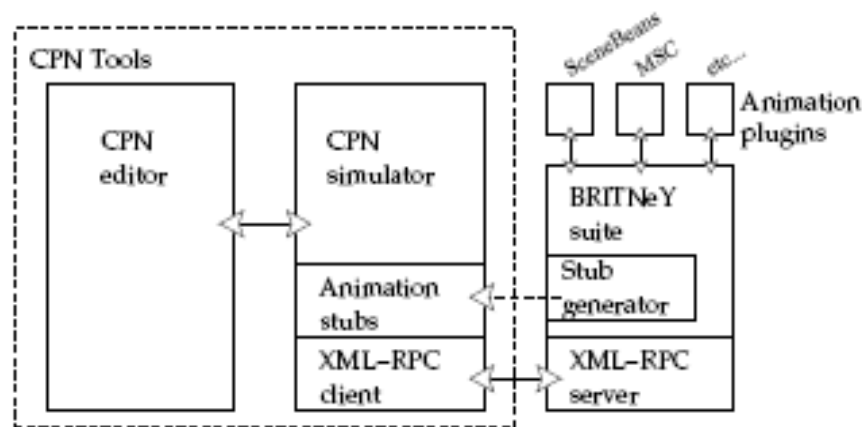 CPN Tools
CPN
editor
CPN
simulator
Animation
stubs
XML-RPC
client
SceneBeans
MSC
etc...
Animation
plugins
BRITNeY
suite
Stub
generator
XML-RPC
server